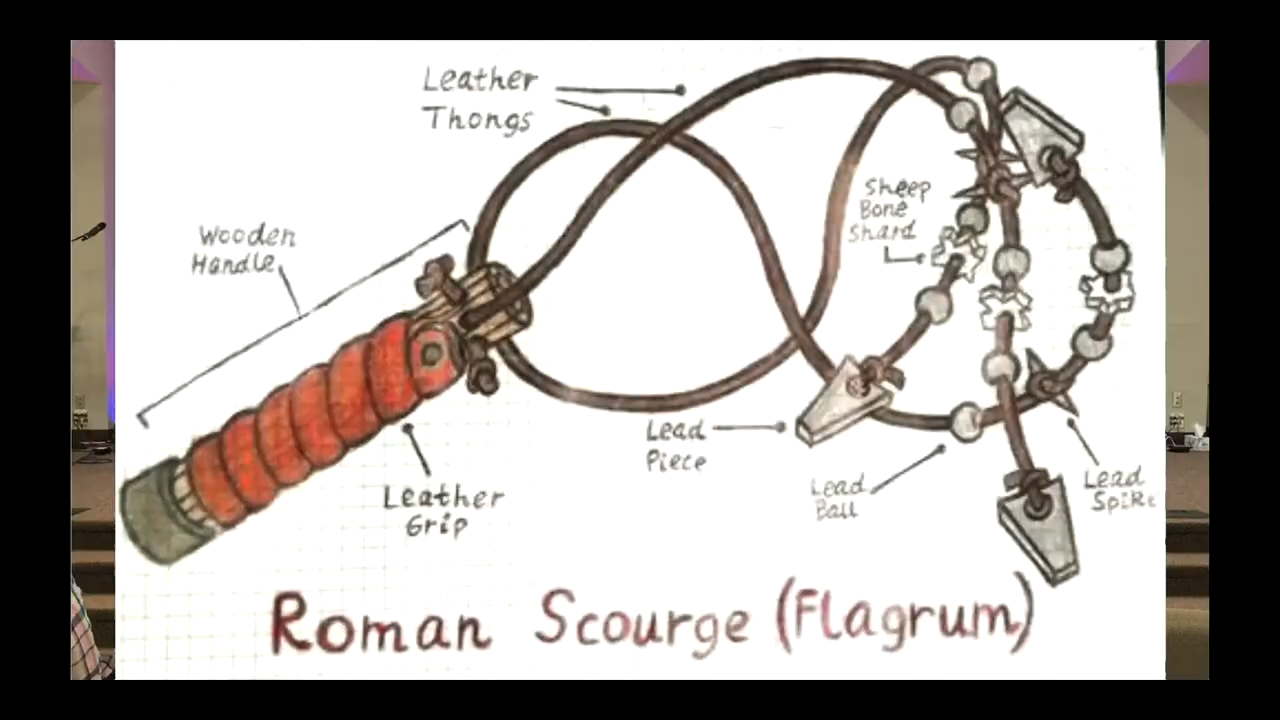 Leather
Thongs
Sheep
Bone
Shard
Wooden
Handle
Lead
Piece
Lead
Ball
Lead
Spike
Leather
Grip
Roman Scourge (Flagrum)